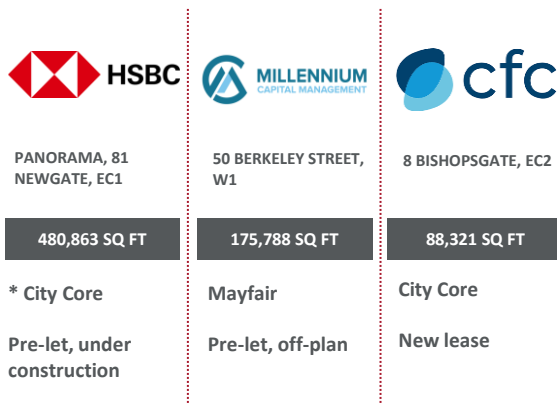 HSBC
PANORAMA, 81
NEWGATE, EC1
480,863 SQ FT
* City Core
Pre-let, under
construction
MILLENNIUM
CAPITAL MANAGEMENT
50 BERKELEY STREET,
W1
175,788 SQ FT
Mayfair
Pre-let, off-plan
cfc
8 BISHOPSGATE, EC2
88,321 SQ FT
City Core
New lease